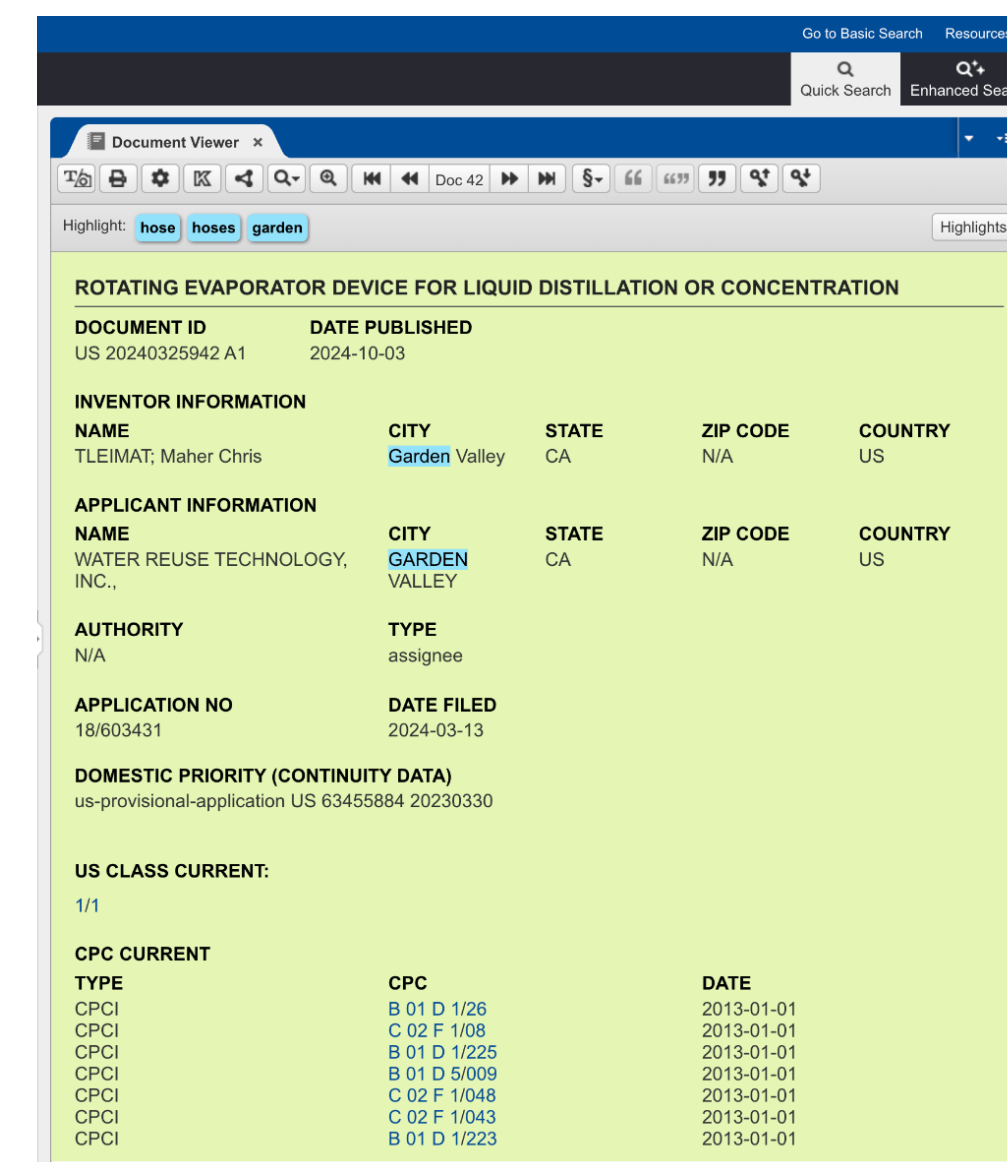 Go to Basic Search Resources
Quick Search Enhanced Sea
Document Viewer ×
Doc 42 §
Highlight: hose hoses garden Highlights
ROTATING EVAPORATOR DEVICE FOR LIQUID DISTILLATION OR CONCENTRATION
DOCUMENT ID DATE PUBLISHED
US 20240325942 A1 2024-10-03
INVENTOR INFORMATION
NAME CITY STATE ZIP CODE COUNTRY
TLEIMAT; Maher Chris Garden Valley CA N/A US
APPLICANT INFORMATION
NAME CITY STATE ZIP CODE COUNTRY
WATER REUSE TECHNOLOGY, GARDEN CA N/A US
INC., VALLEY
AUTHORITY TYPE
N/A assignee
APPLICATION NO DATE FILED
18/603431 2024-03-13
DOMESTIC PRIORITY (CONTINUITY DATA)
us-provisional-application US 63455884 20230330
US CLASS CURRENT:
1/1
CPC CURRENT
TYPE CPC DATE
CPCI B 01 D 1/26 2013-01-01
CPCI C 02 F 1/08 2013-01-01
CPCI B 01 D 1/225 2013-01-01
CPCI B 01 D 5/009 2013-01-01
CPCI C 02 F 1/048 2013-01-01
CPCI C 02 F 1/043 2013-01-01
CPCI B 01 D 1/223 2013-01-01